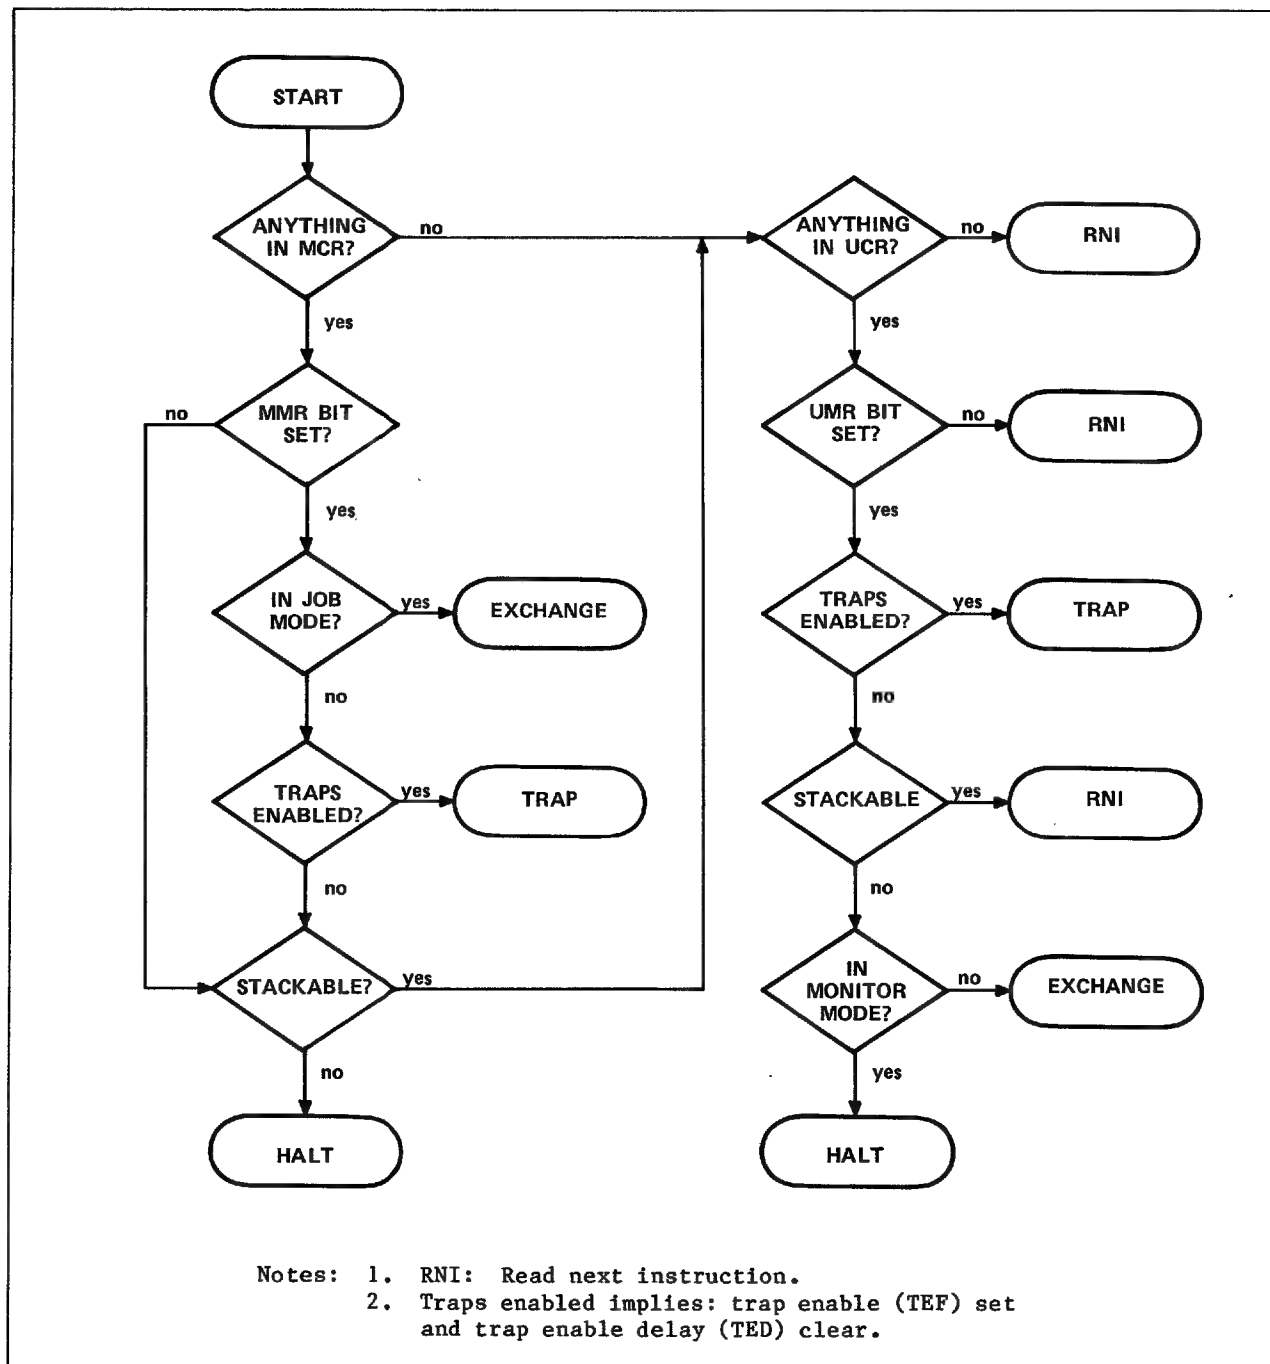 START
ANYTHING
IN MCR?
no
yes
MMR BIT
SET?
no
yes
IN JOB
MODE?
yes
EXCHANGE
no
TRAPS
ENABLED?
yes
TRAP
no
STACKABLE?
yes
no
HALT
ANYTHING
IN UCR?
no
RNI
yes
UMR BIT
SET?
no
RNI
yes
TRAPS
ENABLED?
yes
TRAP
no
STACKABLE
yes
RNI
no
IN
MONITOR
MODE?
no
EXCHANGE
yes
HALT
Notes: 1. RNI: Read next instruction.
2. Traps enabled implies: trap enable (TEF) set
and trap enable delay (TED) clear.